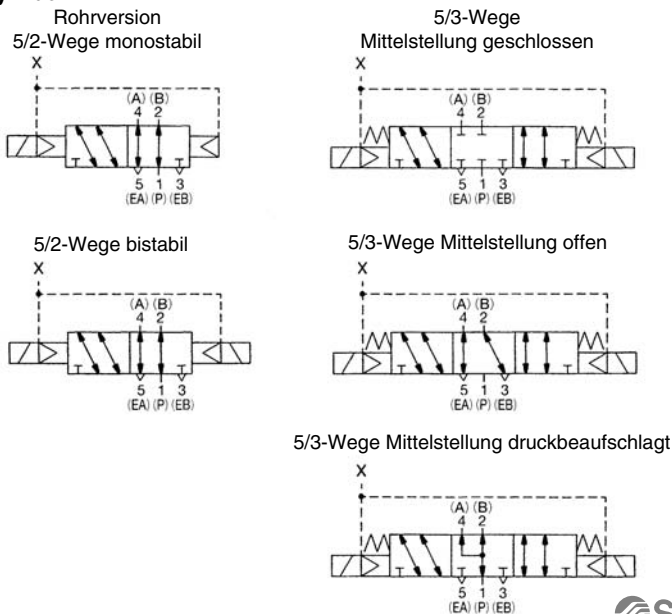 Rohrversion
5/2-Wege monostabil
X
(A) (B)
4 2
5 1 3
(EA) (P) (EB)
5/3-Wege
Mittelstellung geschlossen
X
(A) (B)
4 2
5 1 3
(EA) (P) (EB)
5/2-Wege bistabil
X
(A) (B)
4 2
5 1 3
(EA) (P) (EB)
5/3-Wege Mittelstellung offen
X
(A) (B)
4 2
5 1 3
(EA) (P) (EB)
5/3-Wege Mittelstellung druckbeaufschlagt
X
(A) (B)
4 2
5 1 3
(EA) (P) (EB)